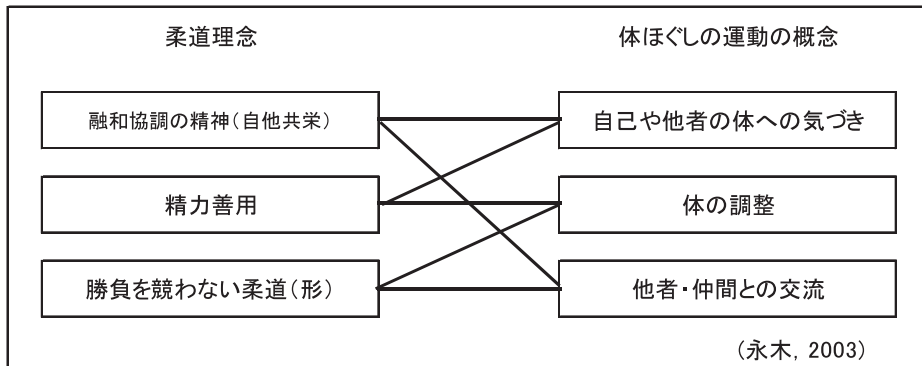 柔道理念
体ほぐしの運動の概念
融和協調の精神(自他共栄)
自己や他者の体への気づき
精力善用
体の調整
勝負を競わない柔道(形)
他者・仲間との交流
(永木, 2003)